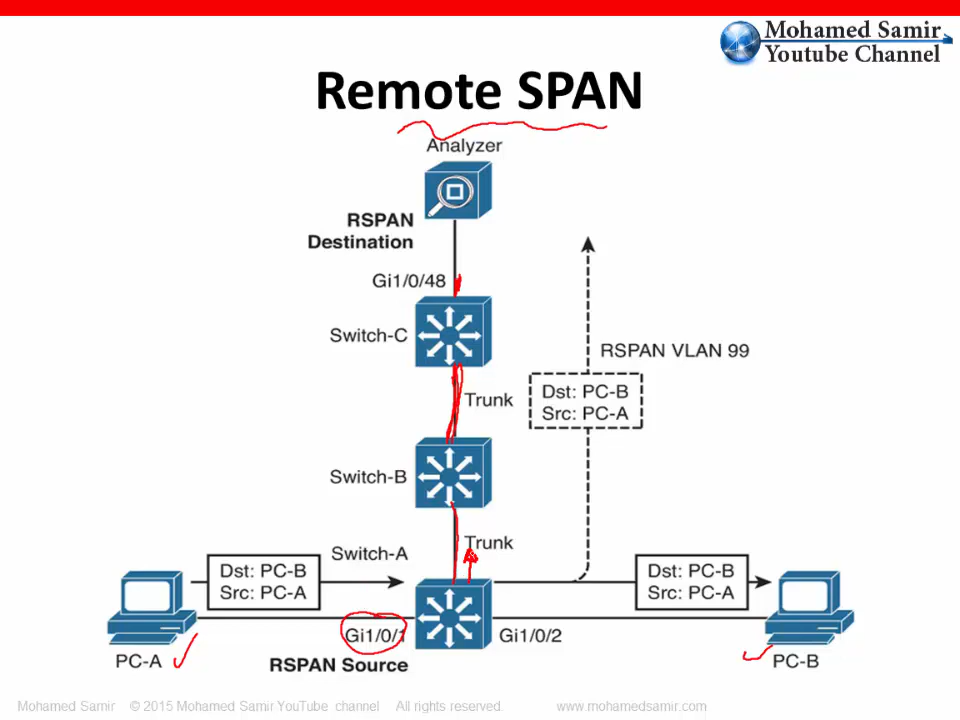 Mohamed Samir
Youtube Channel
Remote SPAN
Analyzer
RSPAN
Destination
Gi1/0/48
Switch-C
RSPAN VLAN 99
Trunk
Dst: PC-B
Src: PC-A
Switch-B
Trunk
Switch-A
Dst: PC-B
Src: PC-A
Dst: PC-B
Src: PC-A
Gi1/0/1
Gi1/0/2
PC-A
RSPAN Source
PC-B
Mohamed Samir © 2015 Mohamed Samir YouTube channel All rights reserved. www.mohamedsamir.com